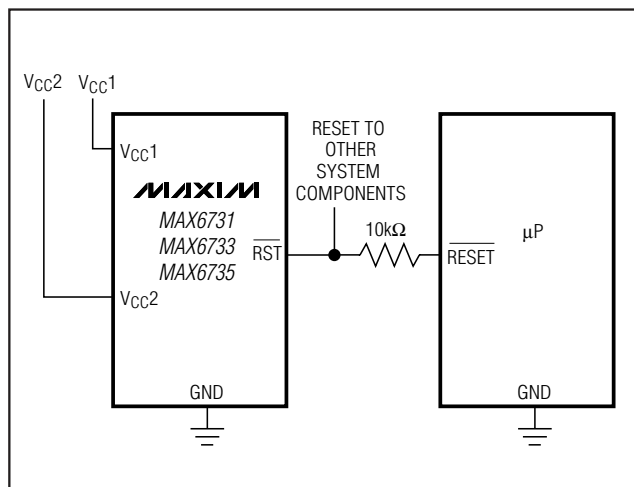 VCC2 VCC1
VCC1
MAXIM
MAX6731
MAX6733
MAX6735
RST
VCC2
GND
RESET TO
OTHER
SYSTEM
COMPONENTS
10kΩ
RESET
μP
GND